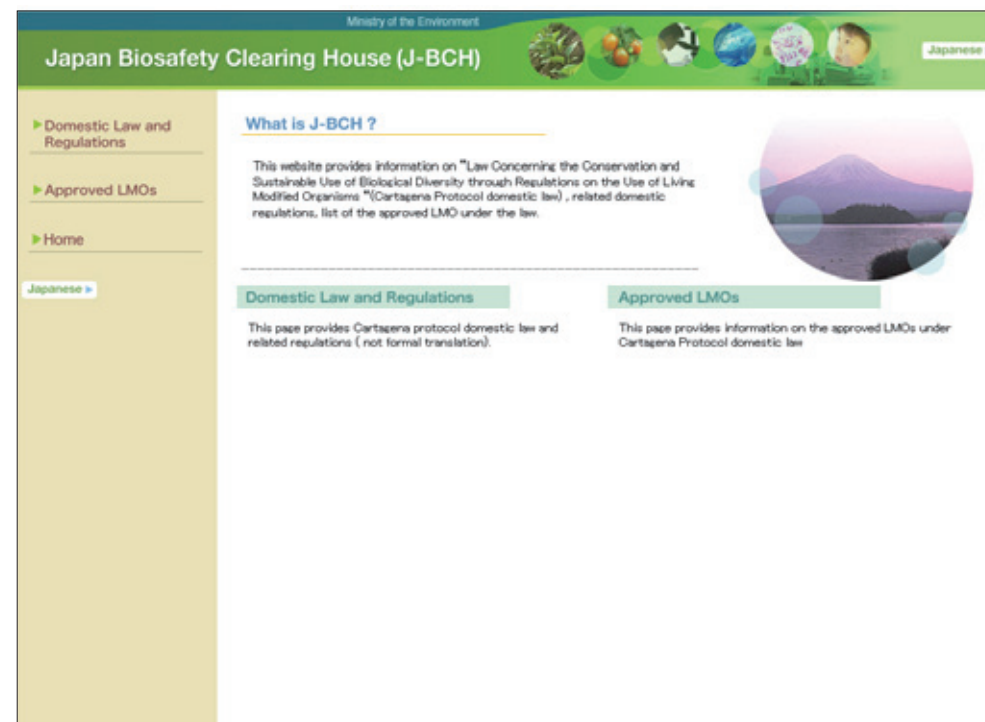 Ministry of the Environment
Japan Biosafety Clearing House (J-BCH)
Japanese
Domestic Law and
Regulations
Approved LMOs
Home
Japanese
What is J-BCH ?
This website provides information on "Law Concerning the Conservation and
Sustainable Use of Biological Diversity through Regulations on the Use of Living
Modified Organisms "(Cartagena Protocol domestic law) , related domestic
regulations, list of the approved LMO under the law.
Domestic Law and Regulations
This page provides Cartagena protocol domestic law and
related regulations ( not formal translation).
Approved LMOs
This page provides information on the approved LMOs under
Cartagena Protocol domestic law